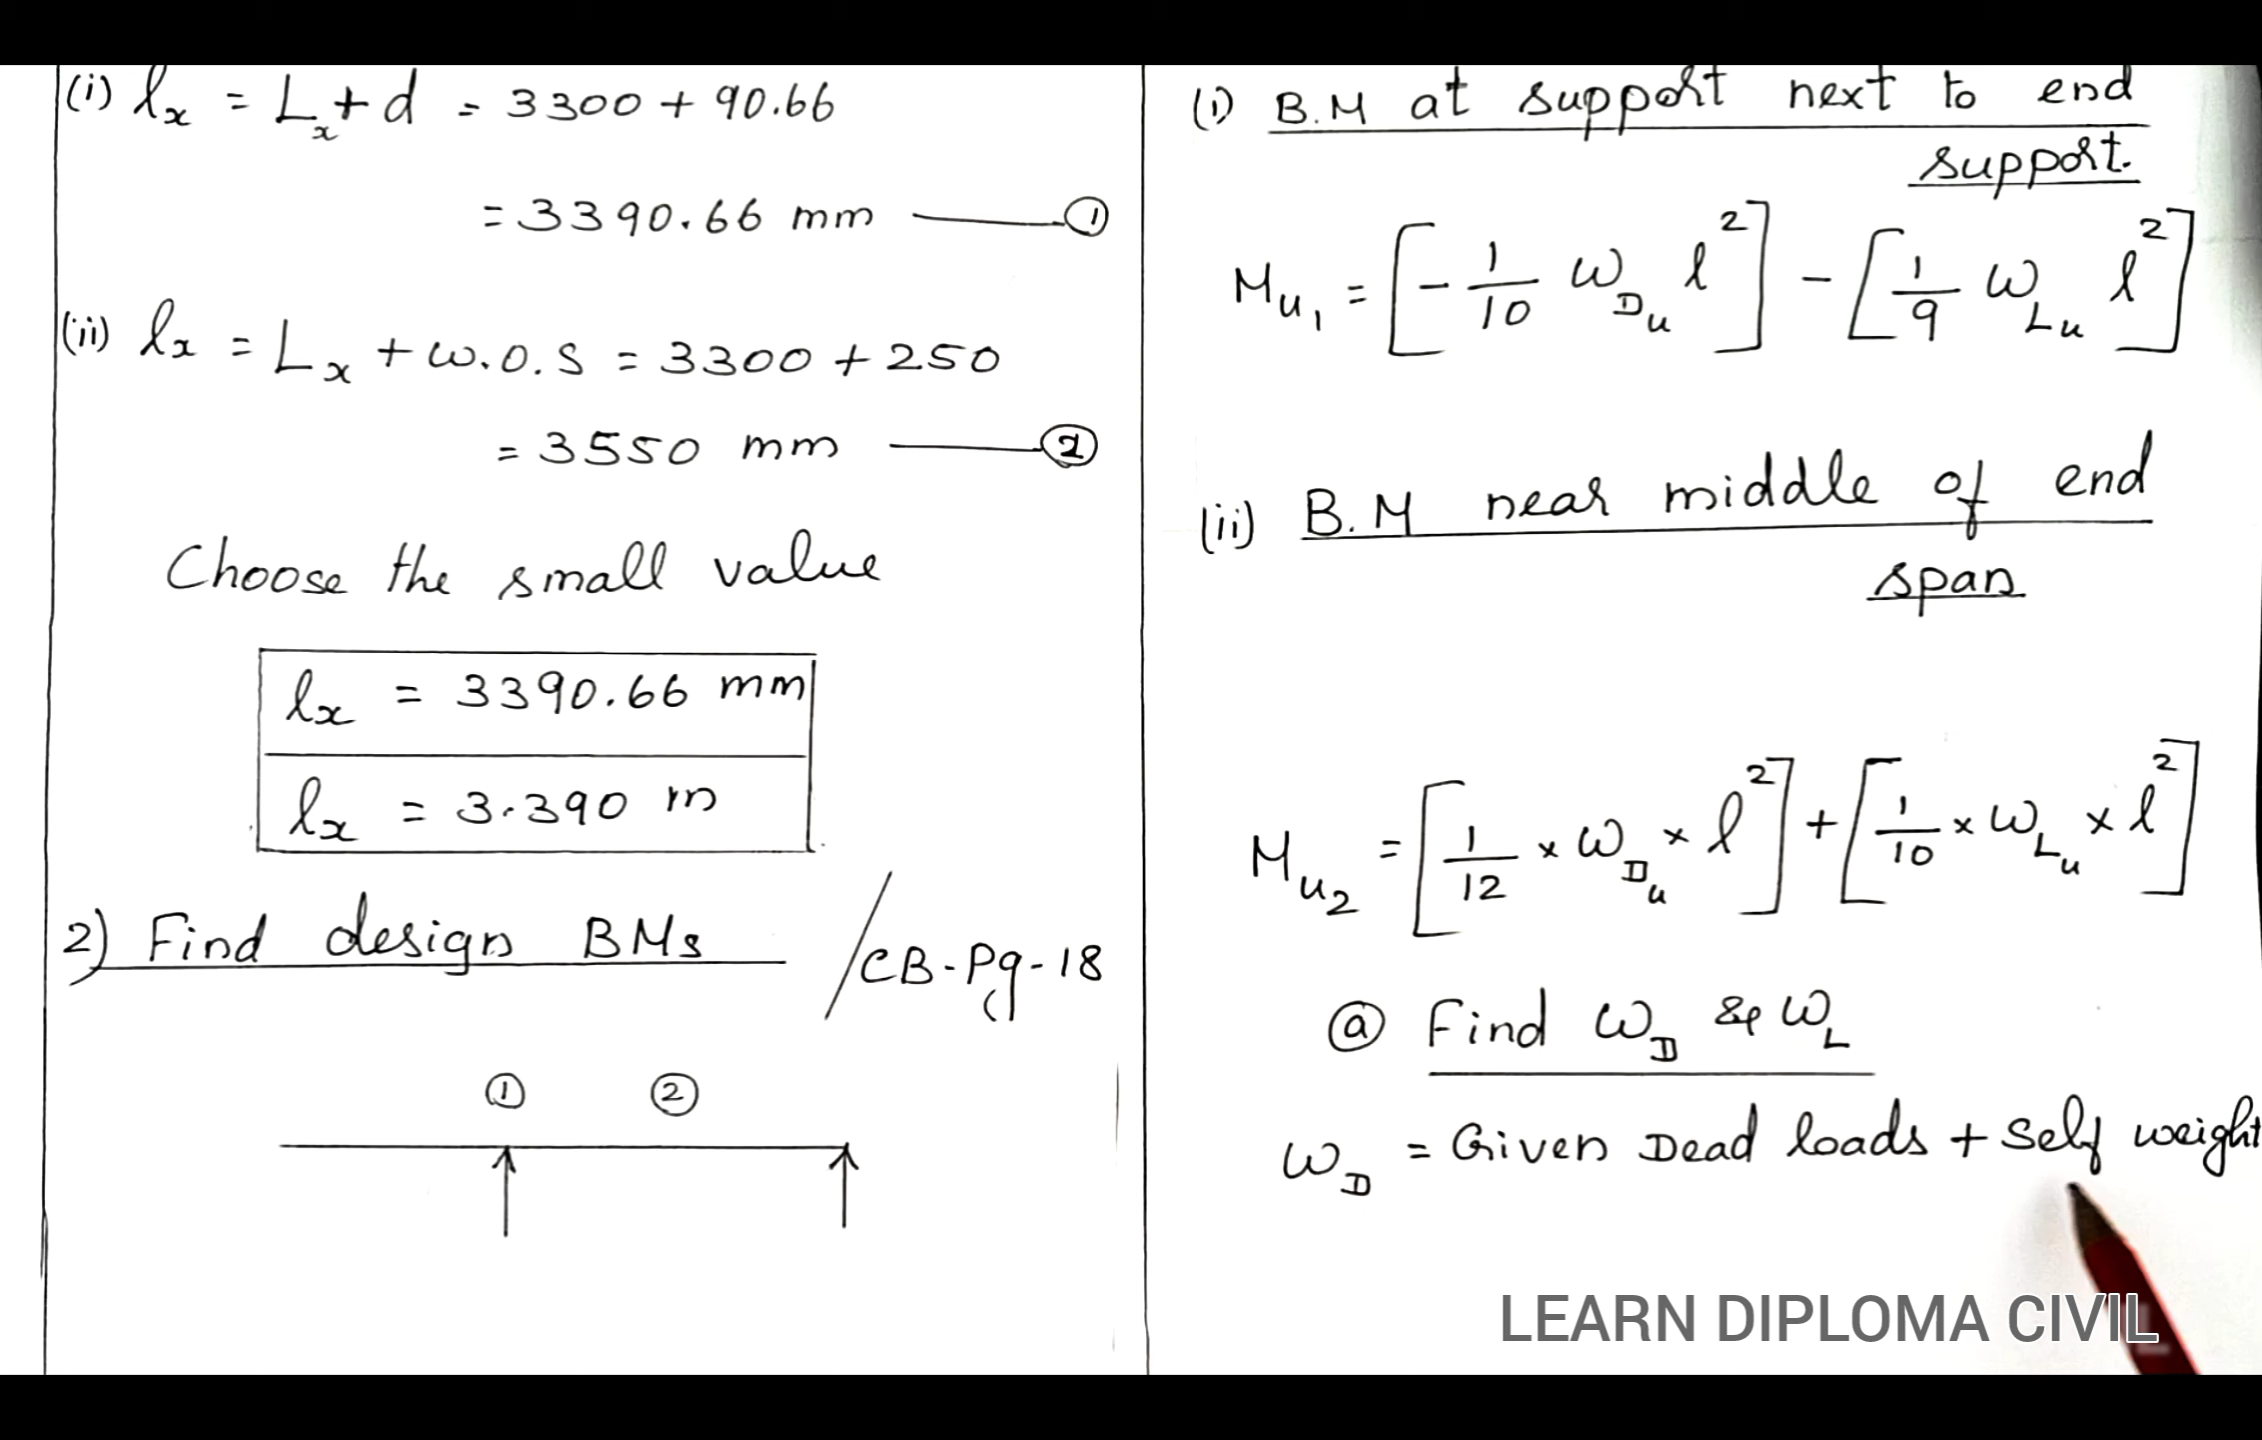 (i) lx = Lx + d = 3300 + 90.66
= 3390.66 mm ——— ①
(ii) lx = Lx + W.O.S = 3300 + 250
= 3550 mm ——— ②
Choose the small value
lx = 3390.66 mm
lx = 3.390 m
2) Find design BMs / CB-Pg-18
① ②
(i) B.M at support next to end
support.
Mu1 = [- 1/10 wDu l²] - [1/9 wLu l²]
(ii) B.M near middle of end
span
Mu2 = [1/12 × wDu × l²] + [1/10 × wLu × l²]
ⓐ Find wD & wL
wD = Given Dead loads + Self weight
LEARN DIPLOMA CIVIL